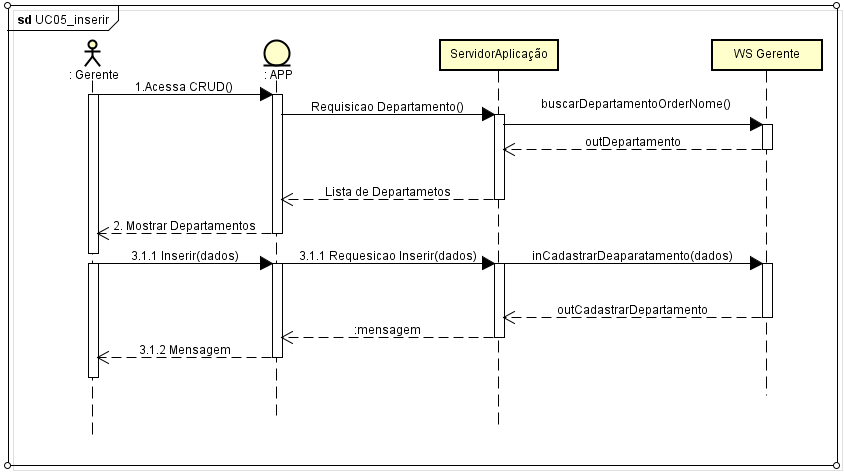 sd UC05_inserir
: Gerente
: APP
ServidorAplicação
WS Gerente
1.Acessa CRUD()
Requisicao Departamento()
buscarDepartamentoOrderNome()
outDepartamento
Lista de Departametos
2. Mostrar Departamentos
3.1.1 Inserir(dados)
3.1.1 Requesicao Inserir(dados)
inCadastrarDeaparatamento(dados)
outCadastrarDepartamento
:mensagem
3.1.2 Mensagem